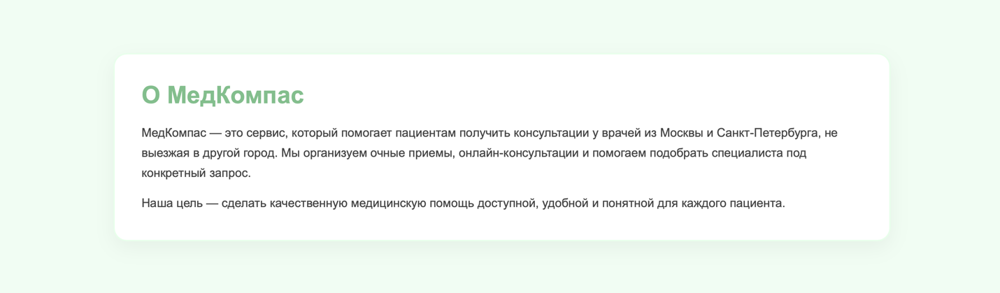 О МедКомпас
МедКомпас — это сервис, который помогает пациентам получить консультации у врачей из Москвы и Санкт-Петербурга, не
выезжая в другой город. Мы организуем очные приемы, онлайн-консультации и помогаем подобрать специалиста под
конкретный запрос.
Наша цель — сделать качественную медицинскую помощь доступной, удобной и понятной для каждого пациента.